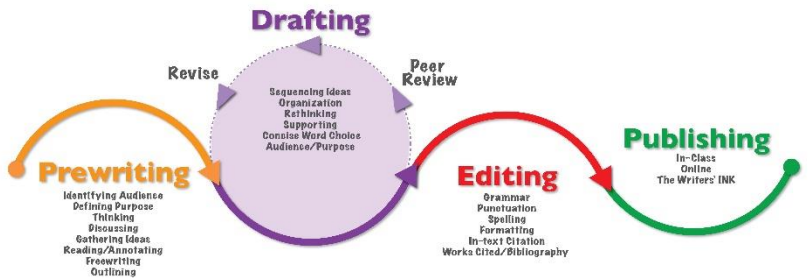 Drafting
Revise
Peer
Review
Sequencing Ideas
Organization
Rethinking
Supporting
Concise Word Choice
Audience/Purpose
Prewriting
Identifying Audience
Defining Purpose
Thinking
Discussing
Gathering Ideas
Reading/Annotating
Freewriting
Outlining
Editing
Grammar
Punctuation
Spelling
Formatting
In-text Citation
Works Cited/Bibliography
Publishing
In-Class
Online
The Writers' INK